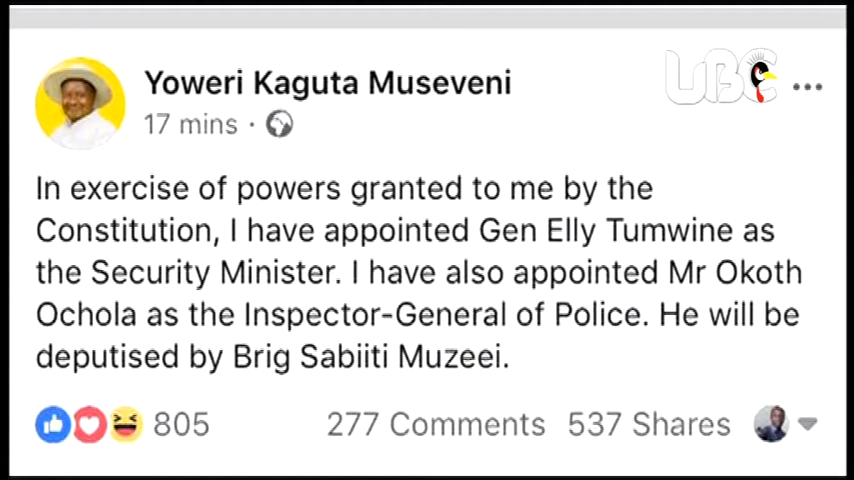 Yoweri Kaguta Museveni
UBC
17 mins ·
In exercise of powers granted to me by the
Constitution, I have appointed Gen Elly Tumwine as
the Security Minister. I have also appointed Mr Okoth
Ochola as the Inspector-General of Police. He will be
deputised by Brig Sabiiti Muzeei.
805 277 Comments 537 Shares